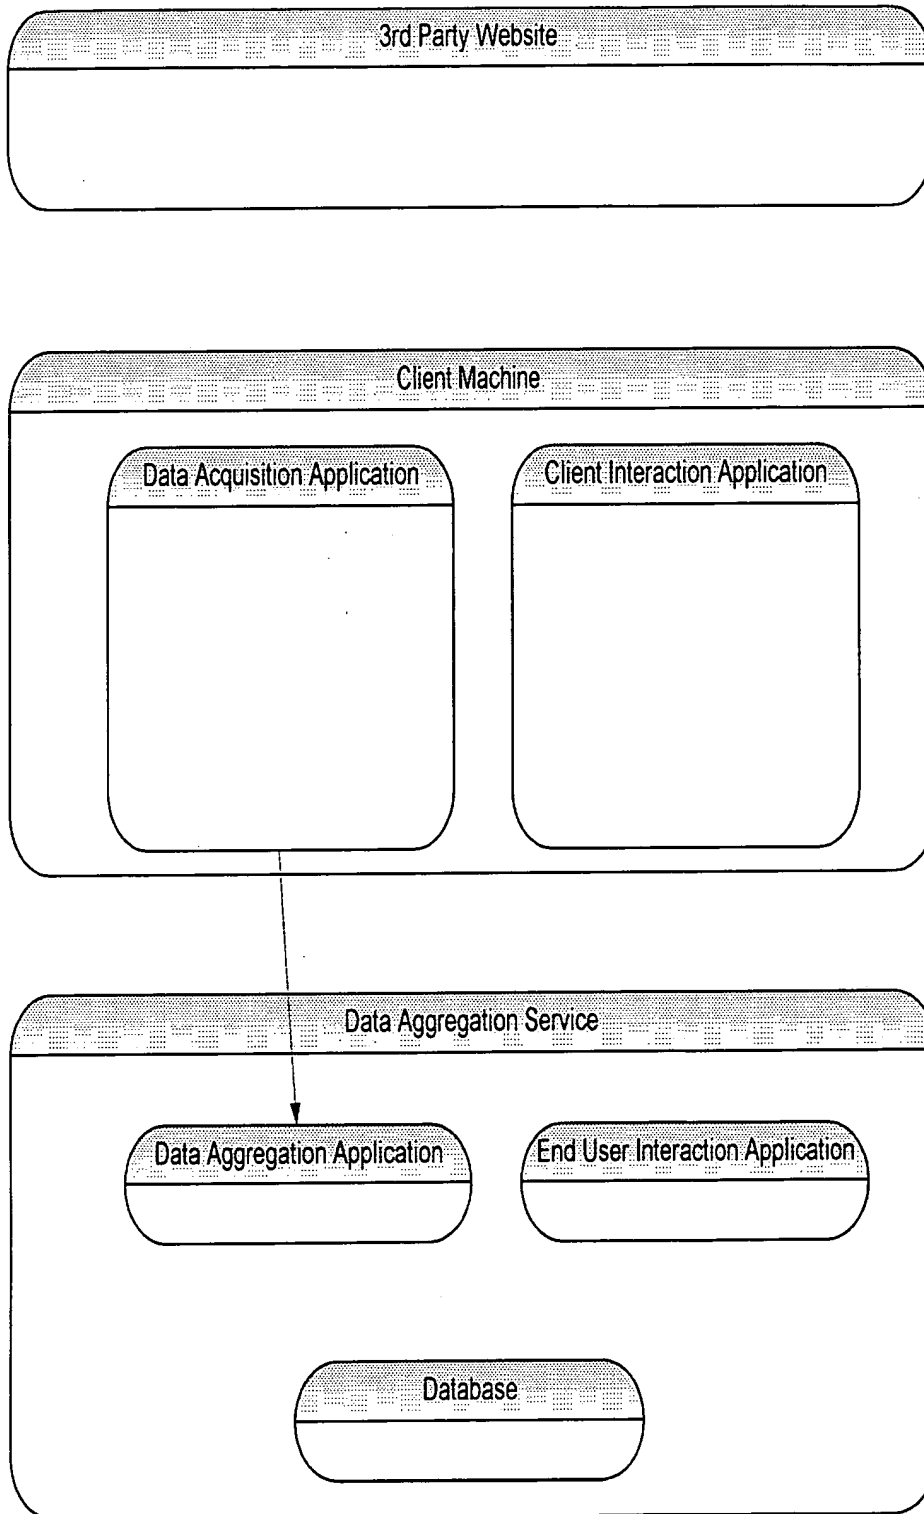 3rd Party Website
Client Machine
Data Acquisition Application
Client Interaction Application
Data Aggregation Service
Data Aggregation Application
End User Interaction Application
Database